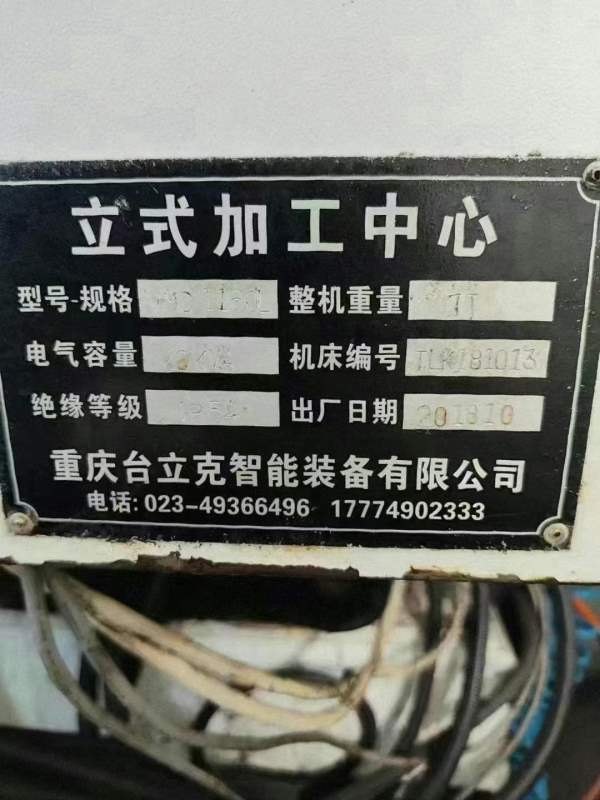 立式加工中心
型号-规格 整机重量 7T
电气容量 机床编号 TLK181013
绝缘等级 出厂日期 201810
重庆台立克智能装备有限公司
电话: 023-49366496 17774902333